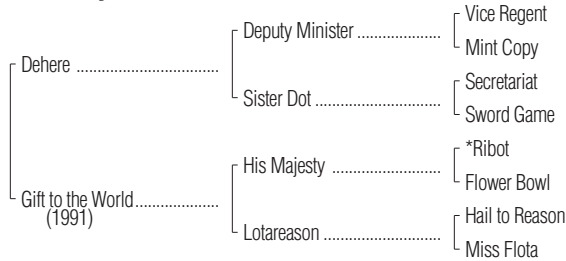 Vice Regent
Deputy Minister ..................
Mint Copy
Dehere ...............................
Secretariat
Sister Dot ...........................
Sword Game
*Ribot
His Majesty .......................
Flower Bowl
Gift to the World..................
(1991)
Hail to Reason
Lotareason .........................
Miss Flota